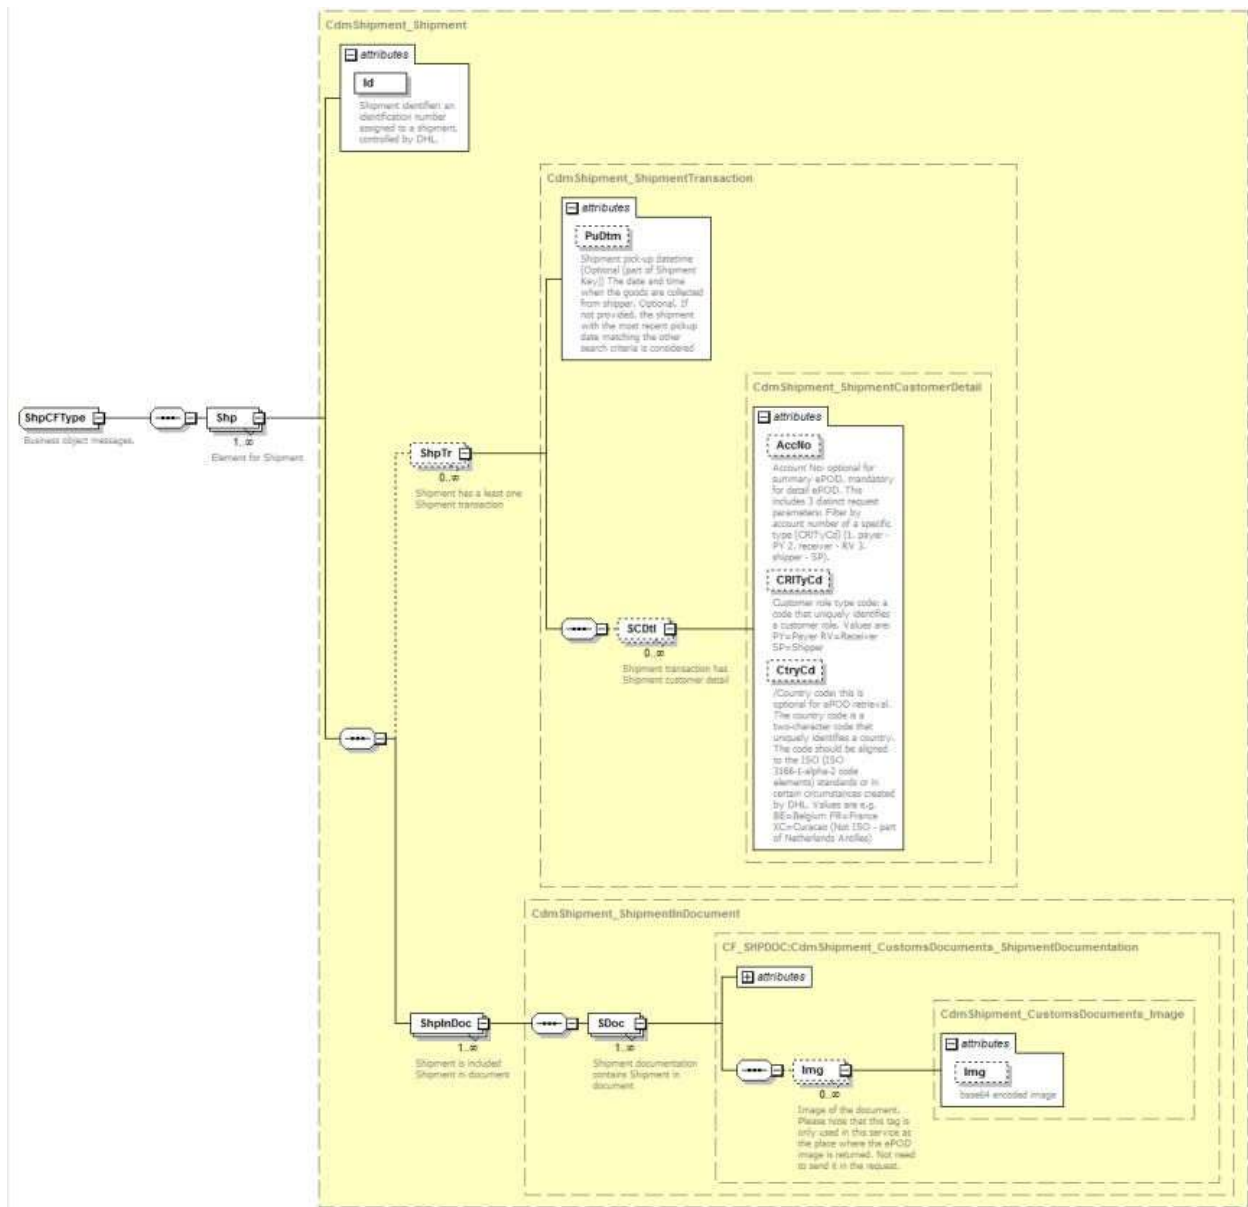 CdmShipment_Shipment
attributes
Id
Shipment identifier: an
identification number
assigned to a shipment,
controlled by DHL.
CdmShipment_ShipmentTransaction
attributes
PuDtm
Shipment pick-up datetime
(Optional (part of Shipment
Key)) The date and time
when the goods are collected
from shipper. Optional. If
not provided, the shipment
with the most recent pickup
date matching the other
search criteria is considered
CdmShipment_ShipmentCustomerDetail
attributes
AccNo
Account No: optional for
summary ePOD, mandatory
for detail ePOD. This
includes 3 distinct request
parameters: Filter by
account number of a specific
type (CRlTyCd) (1. payer -
PY 2. receiver - RV 3.
shipper - SP).
CRlTyCd
Customer role type code: a
code that uniquely identifies
a customer role. Values are:
PY=Payer RV=Receiver
SP=Shipper
CtryCd
/Country code: this is
optional for ePOD retrieval.
The country code is a
two-character code that
uniquely identifies a country.
The code should be aligned
to the ISO (ISO
3166-1-alpha-2 code
elements) standards or in
certain circumstances created
by DHL. Values are e.g.
BE=Belgium FR=France
XC=Curacao (Not ISO - part
of Netherlands Antilles)
ShpCFType
Business object messages.
Shp
1..∞
Element for Shipment
ShpTr
0..∞
Shipment has a least one
Shipment transaction
SCDtl
0..∞
Shipment transaction has
Shipment customer detail
CdmShipment_ShipmentInDocument
CF_SHPDOC:CdmShipment_CustomsDocuments_ShipmentDocumentation
attributes
ShpInDoc
1..∞
Shipment is included
Shipment in document
SDoc
1..∞
Shipment documentation
contains Shipment in
document
CdmShipment_CustomsDocuments_Image
attributes
Img
base64 encoded image
Img
0..∞
Image of the document.
Please note that this tag is
only used in this service at
the place where the ePOD
image is returned. Not need
to send it in the request.